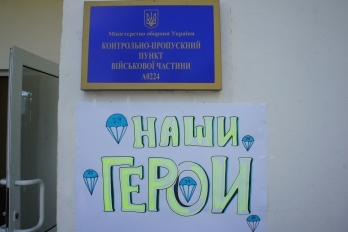 Міністерство оборони України
КОНТРОЛЬНО-ПРОПУСКНИЙ
ПУНКТ
ВІЙСЬКОВОЇ ЧАСТИНИ
А0224
НАШИ
ГЕРОИ